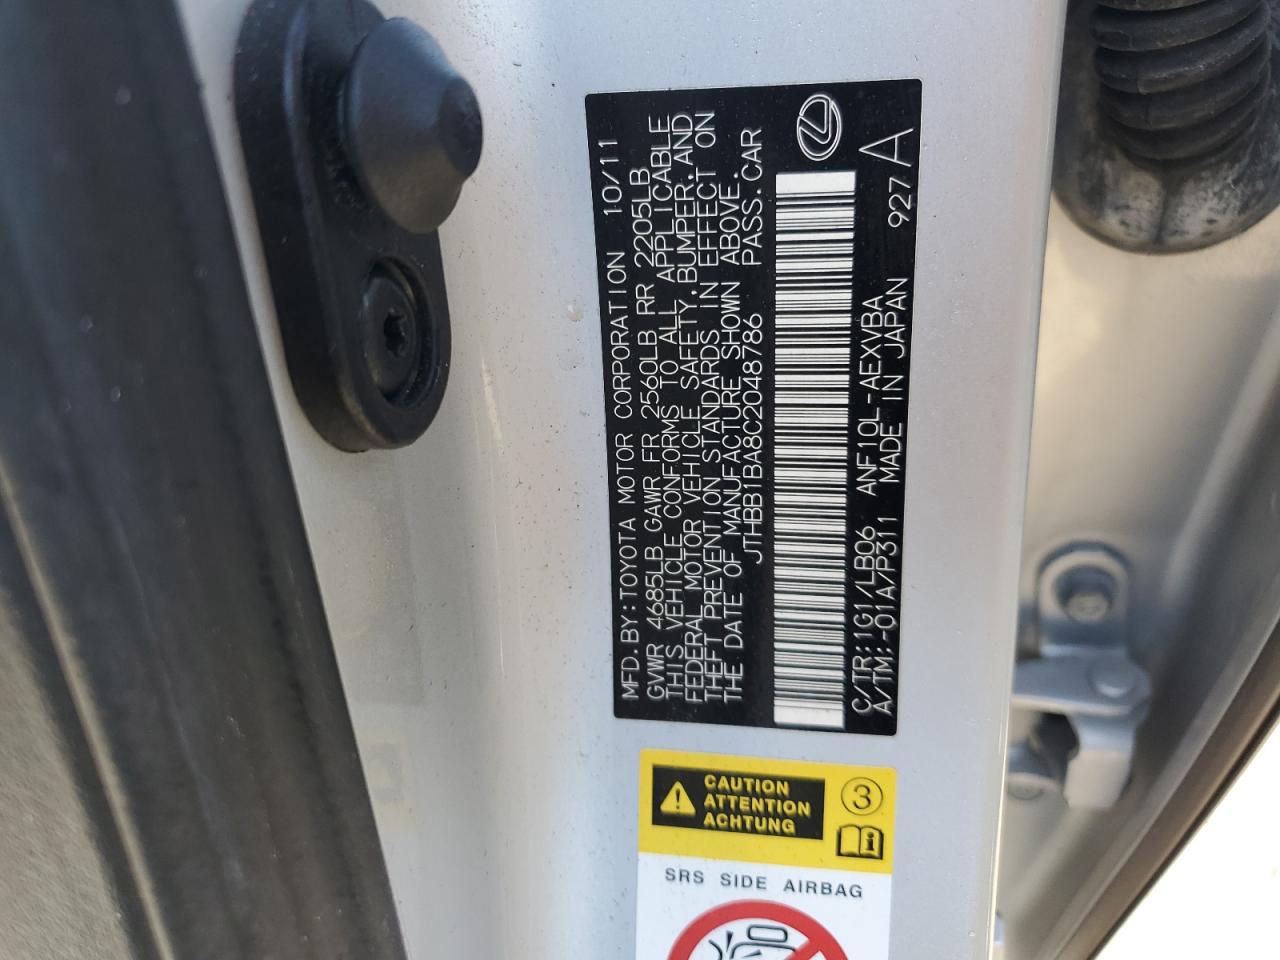 MFD.BY:TOYOTA MOTOR CORPORATION 10/11
GVWR 4685LB GAWR FR 2560LB RR 2205LB
THIS VEHICLE CONFORMS TO ALL APPLICABLE
FEDERAL MOTOR VEHICLE SAFETY,BUMPER,AND
THEFT PREVENTION STANDARDS IN EFFECT ON
THE DATE OF MANUFACTURE SHOWN ABOVE.
JTHBB1BA8C2048786 PASS.CAR
C/TR:1G1/LB06 ANF10L-AEXVBA 927A
A/TM:-01A/P311 MADE IN JAPAN
CAUTION
ATTENTION
ACHTUNG
3
SRS SIDE AIRBAG